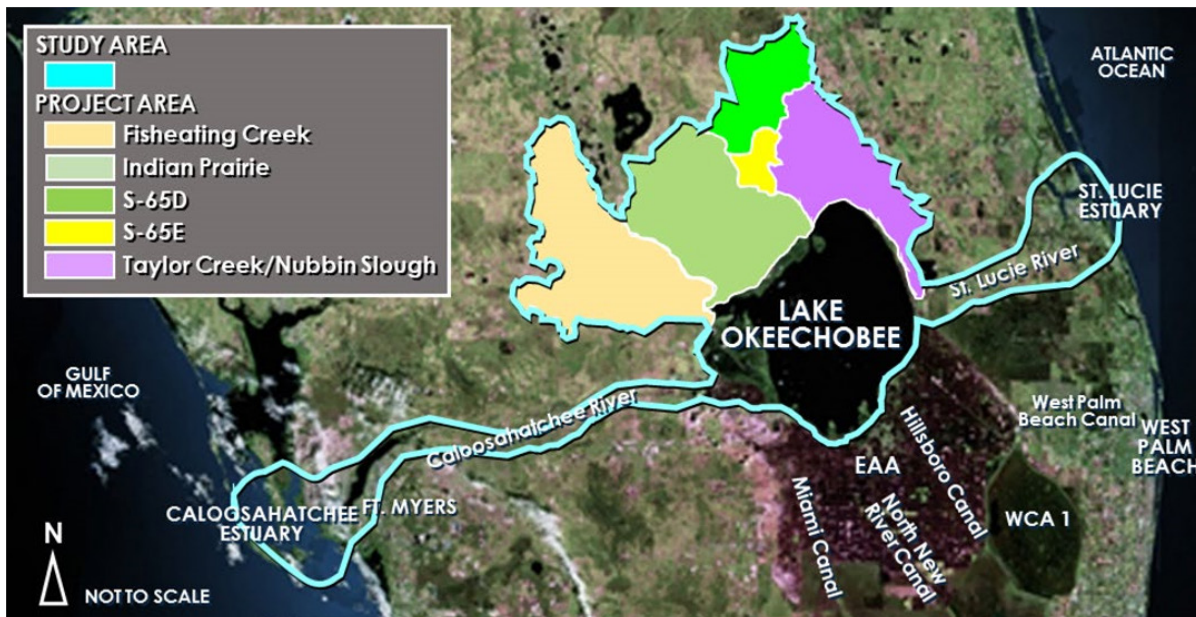 STUDY AREA
PROJECT AREA
Fisheating Creek
Indian Prairie
S-65D
S-65E
Taylor Creek/Nubbin Slough
ATLANTIC
OCEAN
ST. LUCIE
ESTUARY
St. Lucie River
LAKE
OKEECHOBEE
GULF
OF MEXICO
Caloosahatchee River
West Palm
Beach Canal
WEST
PALM
BEACH
Hillsboro Canal
EAA
CALOOSAHATCHEE
ESTUARY
FT. MYERS
Miami Canal
North New
River Canal
WCA 1
N
NOT TO SCALE